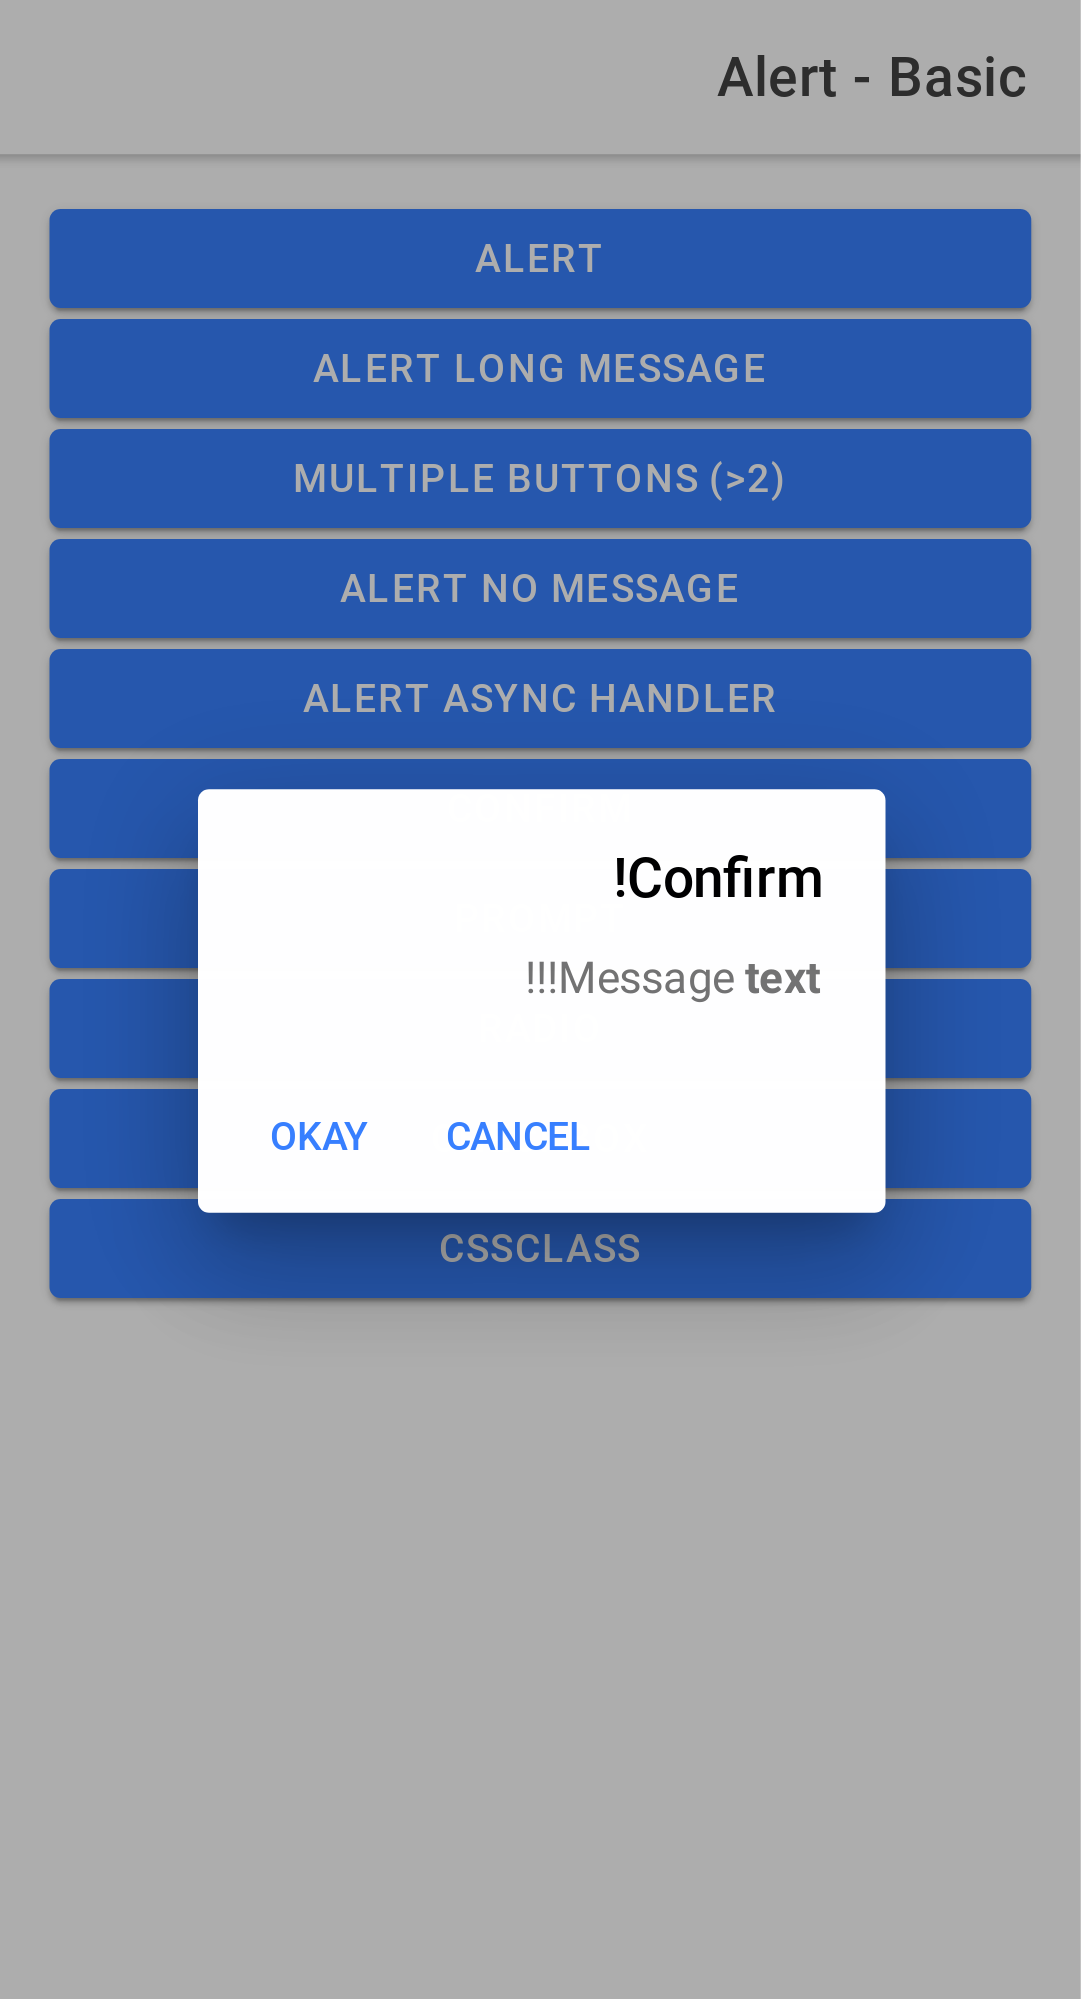 Alert - Basic
ALERT
ALERT LONG MESSAGE
MULTIPLE BUTTONS (>2)
ALERT NO MESSAGE
ALERT ASYNC HANDLER
!Confirm
!!!Message text
OKAY CANCEL
CSSCLASS